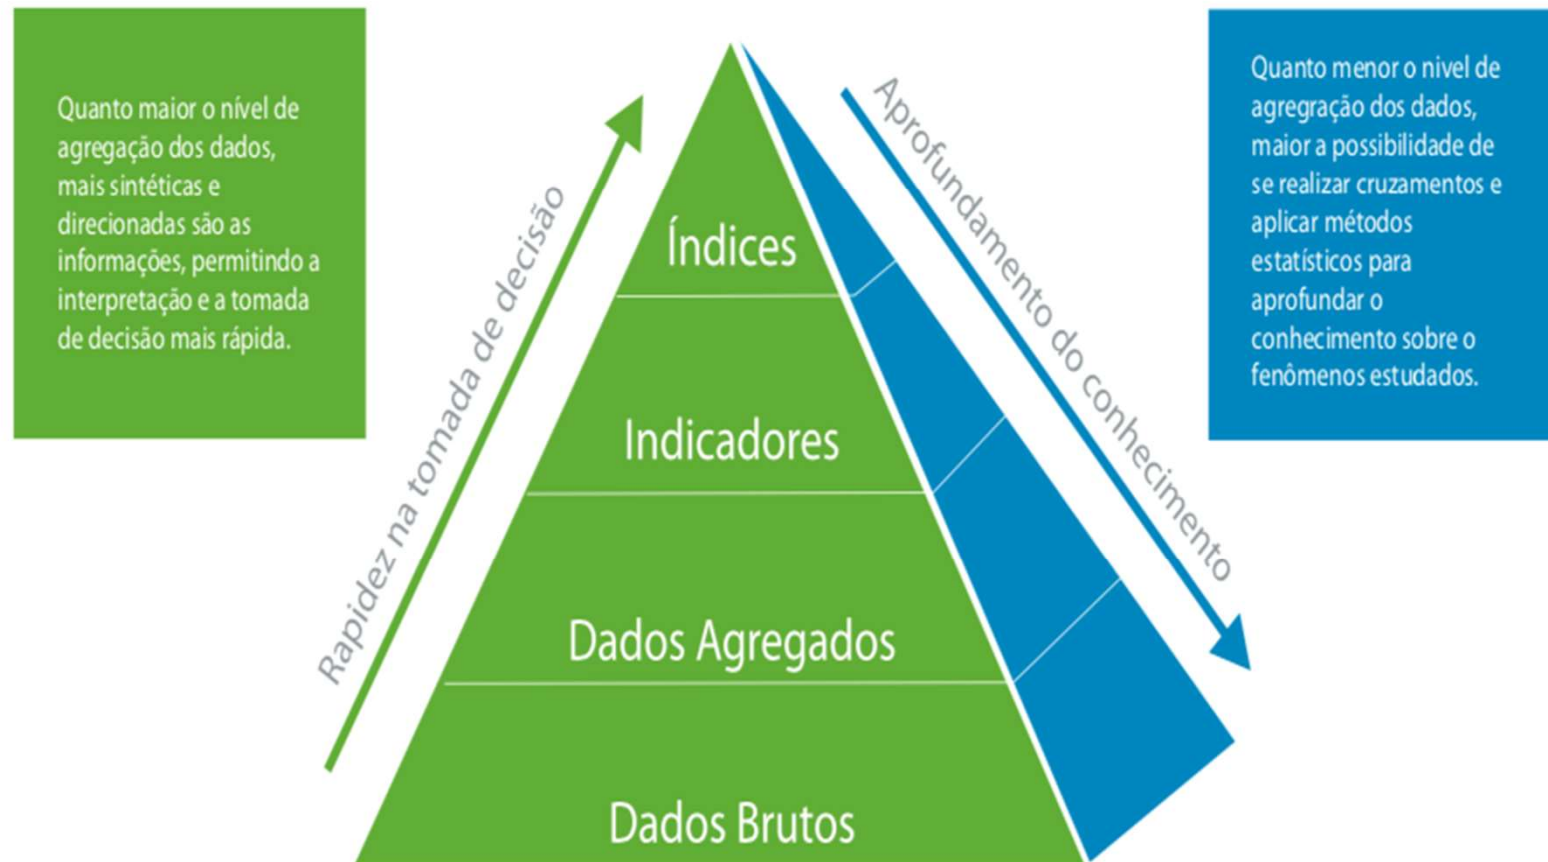 Quanto maior o nível de
agregação dos dados,
mais sintéticas e
direcionadas são as
informações, permitindo a
interpretação e a tomada
de decisão mais rápida.
Rapidez na tomada de decisão
Índices
Indicadores
Dados Agregados
Dados Brutos
Aprofundamento do conhecimento
Quanto menor o nivel de
agregração dos dados,
maior a possibilidade de
se realizar cruzamentos e
aplicar métodos
estatísticos para
aprofundar o
conhecimento sobre o
fenômenos estudados.